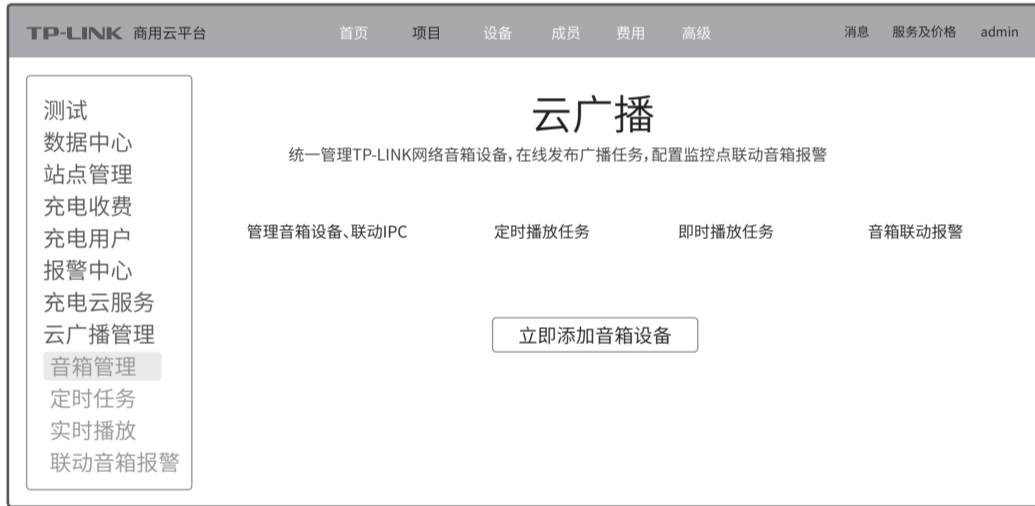 TP-LINK 商用云平台 首页 项目 设备 成员 费用 高级 消息 服务及价格 admin
测试
数据中心
站点管理
充电收费
充电用户
报警中心
充电云服务
云广播管理
音箱管理
定时任务
实时播放
联动音箱报警
云广播
统一管理TP-LINK网络音箱设备,在线发布广播任务,配置监控点联动音箱报警
管理音箱设备、联动IPC 定时播放任务 即时播放任务 音箱联动报警
立即添加音箱设备